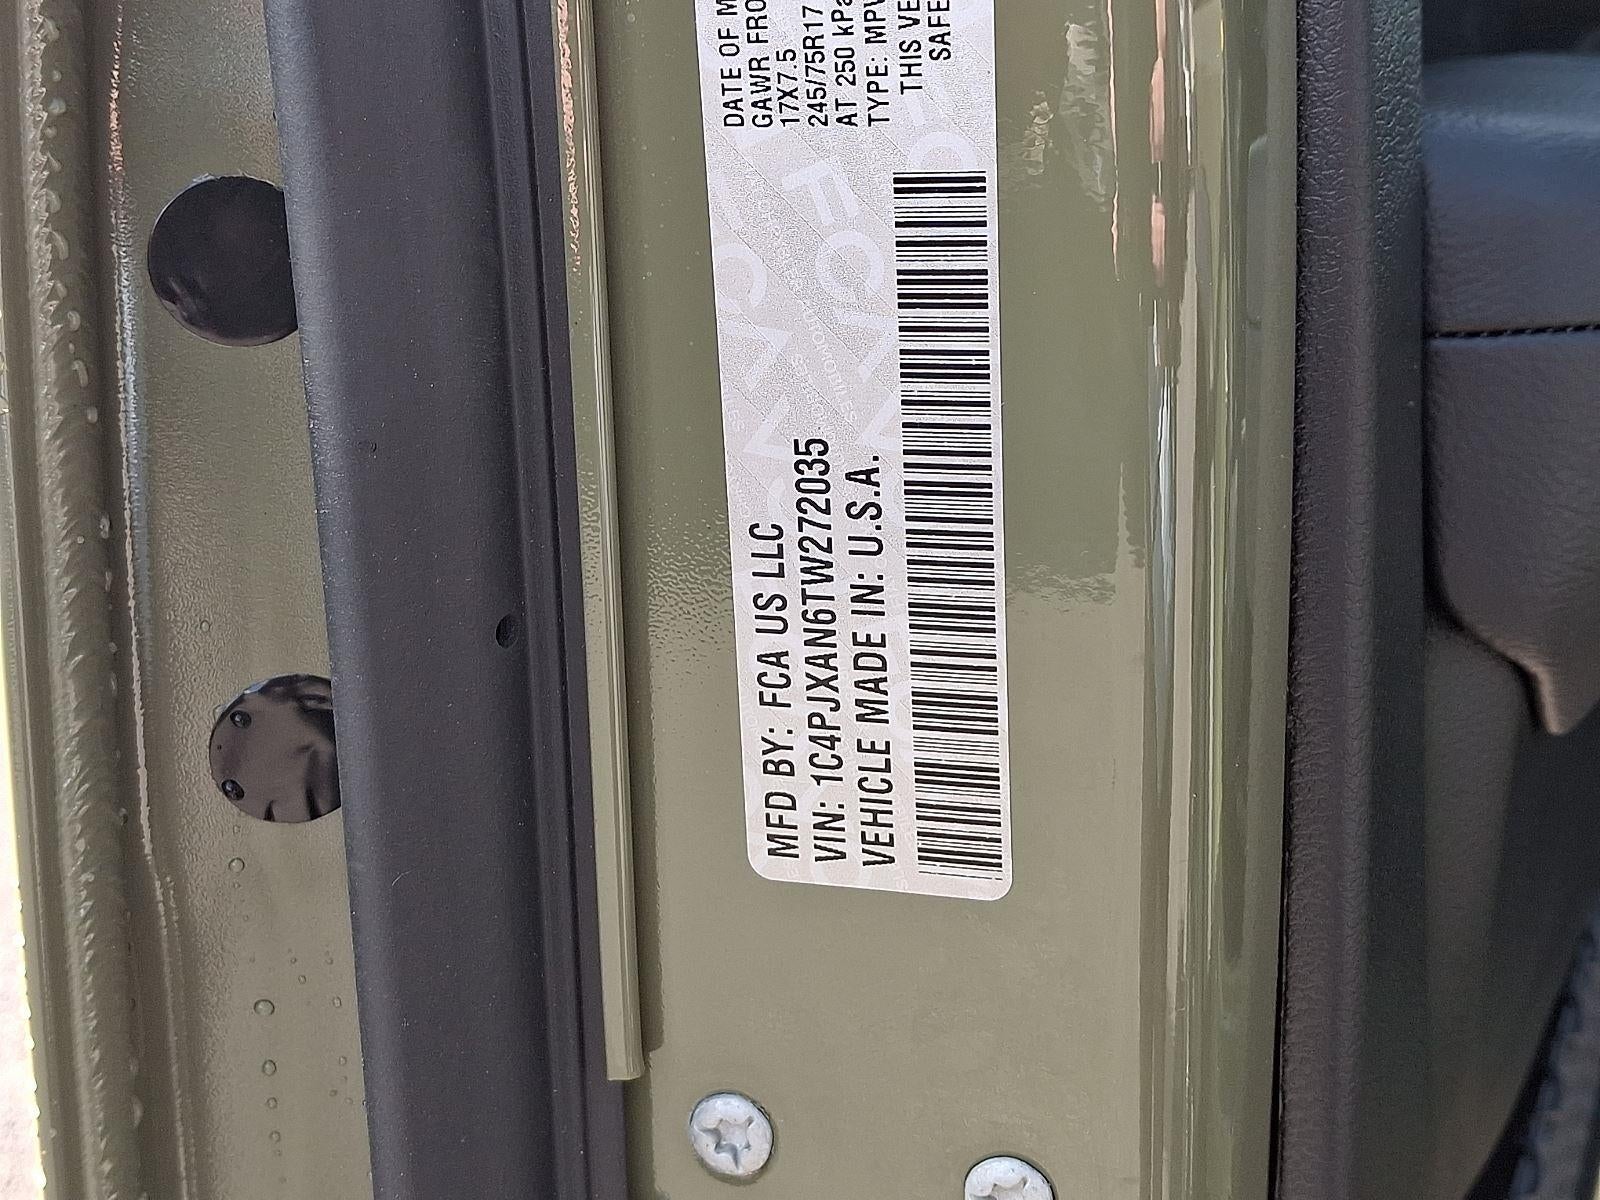 MFD BY: FCA US LLC
VIN: 1C4PJXAN6TW272035
VEHICLE MADE IN: U.S.A.
DATE OF M
GAWR FRO
17X7.5
245/75R17
AT 250 kPa
TYPE: MPV
THIS VE
SAFE